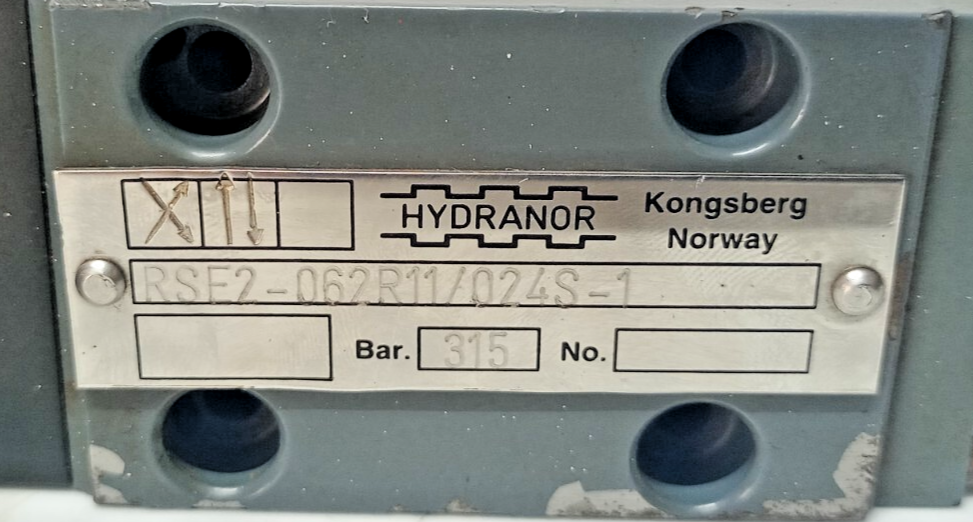 HYDRANOR
Kongsberg
Norway
RSE2-062R11/024S-1
Bar. 315 No.